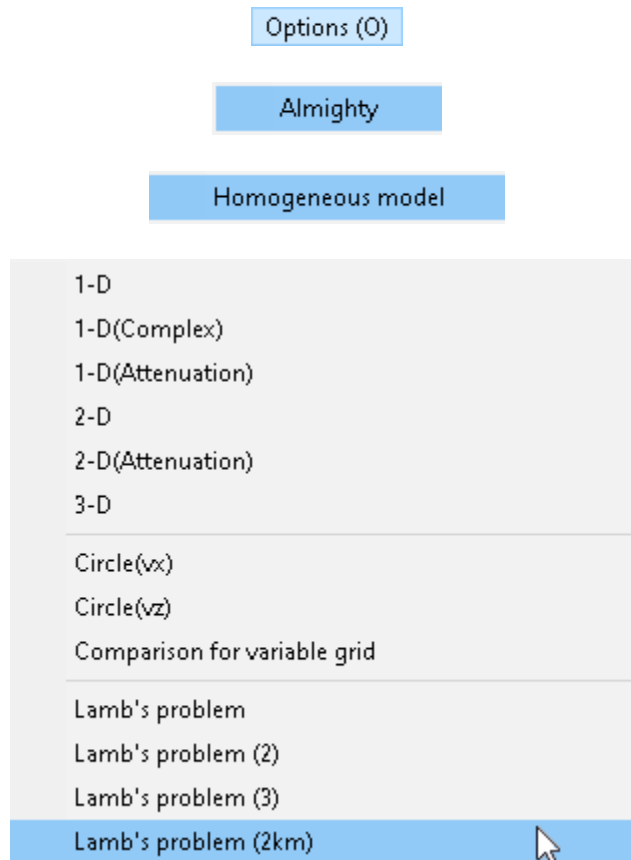 Options (O)
Almighty
Homogeneous model
1-D
1-D(Complex)
1-D(Attenuation)
2-D
2-D(Attenuation)
3-D
Circle(vx)
Circle(vz)
Comparison for variable grid
Lamb's problem
Lamb's problem (2)
Lamb's problem (3)
Lamb's problem (2km)